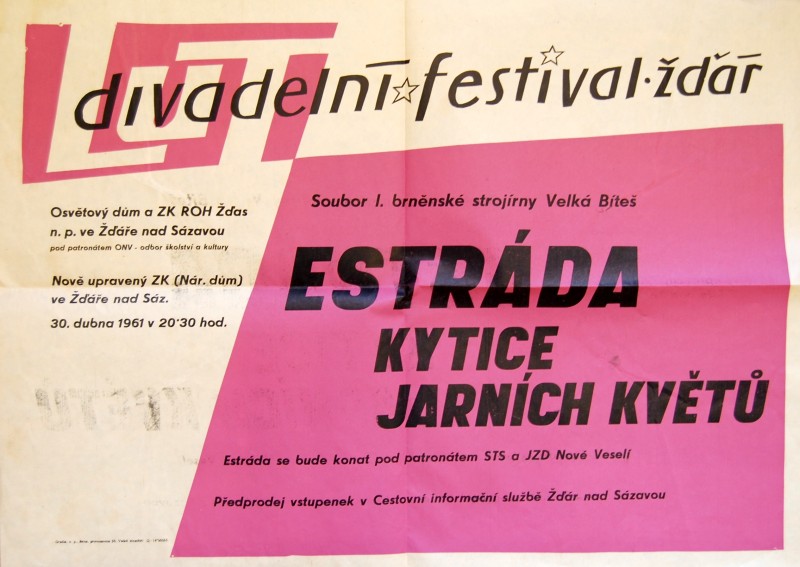 LUT
divadelní festival · žďár
Osvětový dům a ZK ROH Žďas
n. p. ve Žďáře nad Sázavou
pod patronátem ONV - odbor školství a kultury
Nově upravený ZK (Nár. dům)
ve Žďáře nad Sáz.
30. dubna 1961 v 20·30 hod.
Soubor I. brněnské strojírny Velká Bíteš
ESTRÁDA
KYTICE
JARNÍCH KVĚTŮ
Estráda se bude konat pod patronátem STS a JZD Nové Veselí
Předprodej vstupenek v Cestovní informační službě Žďár nad Sázavou